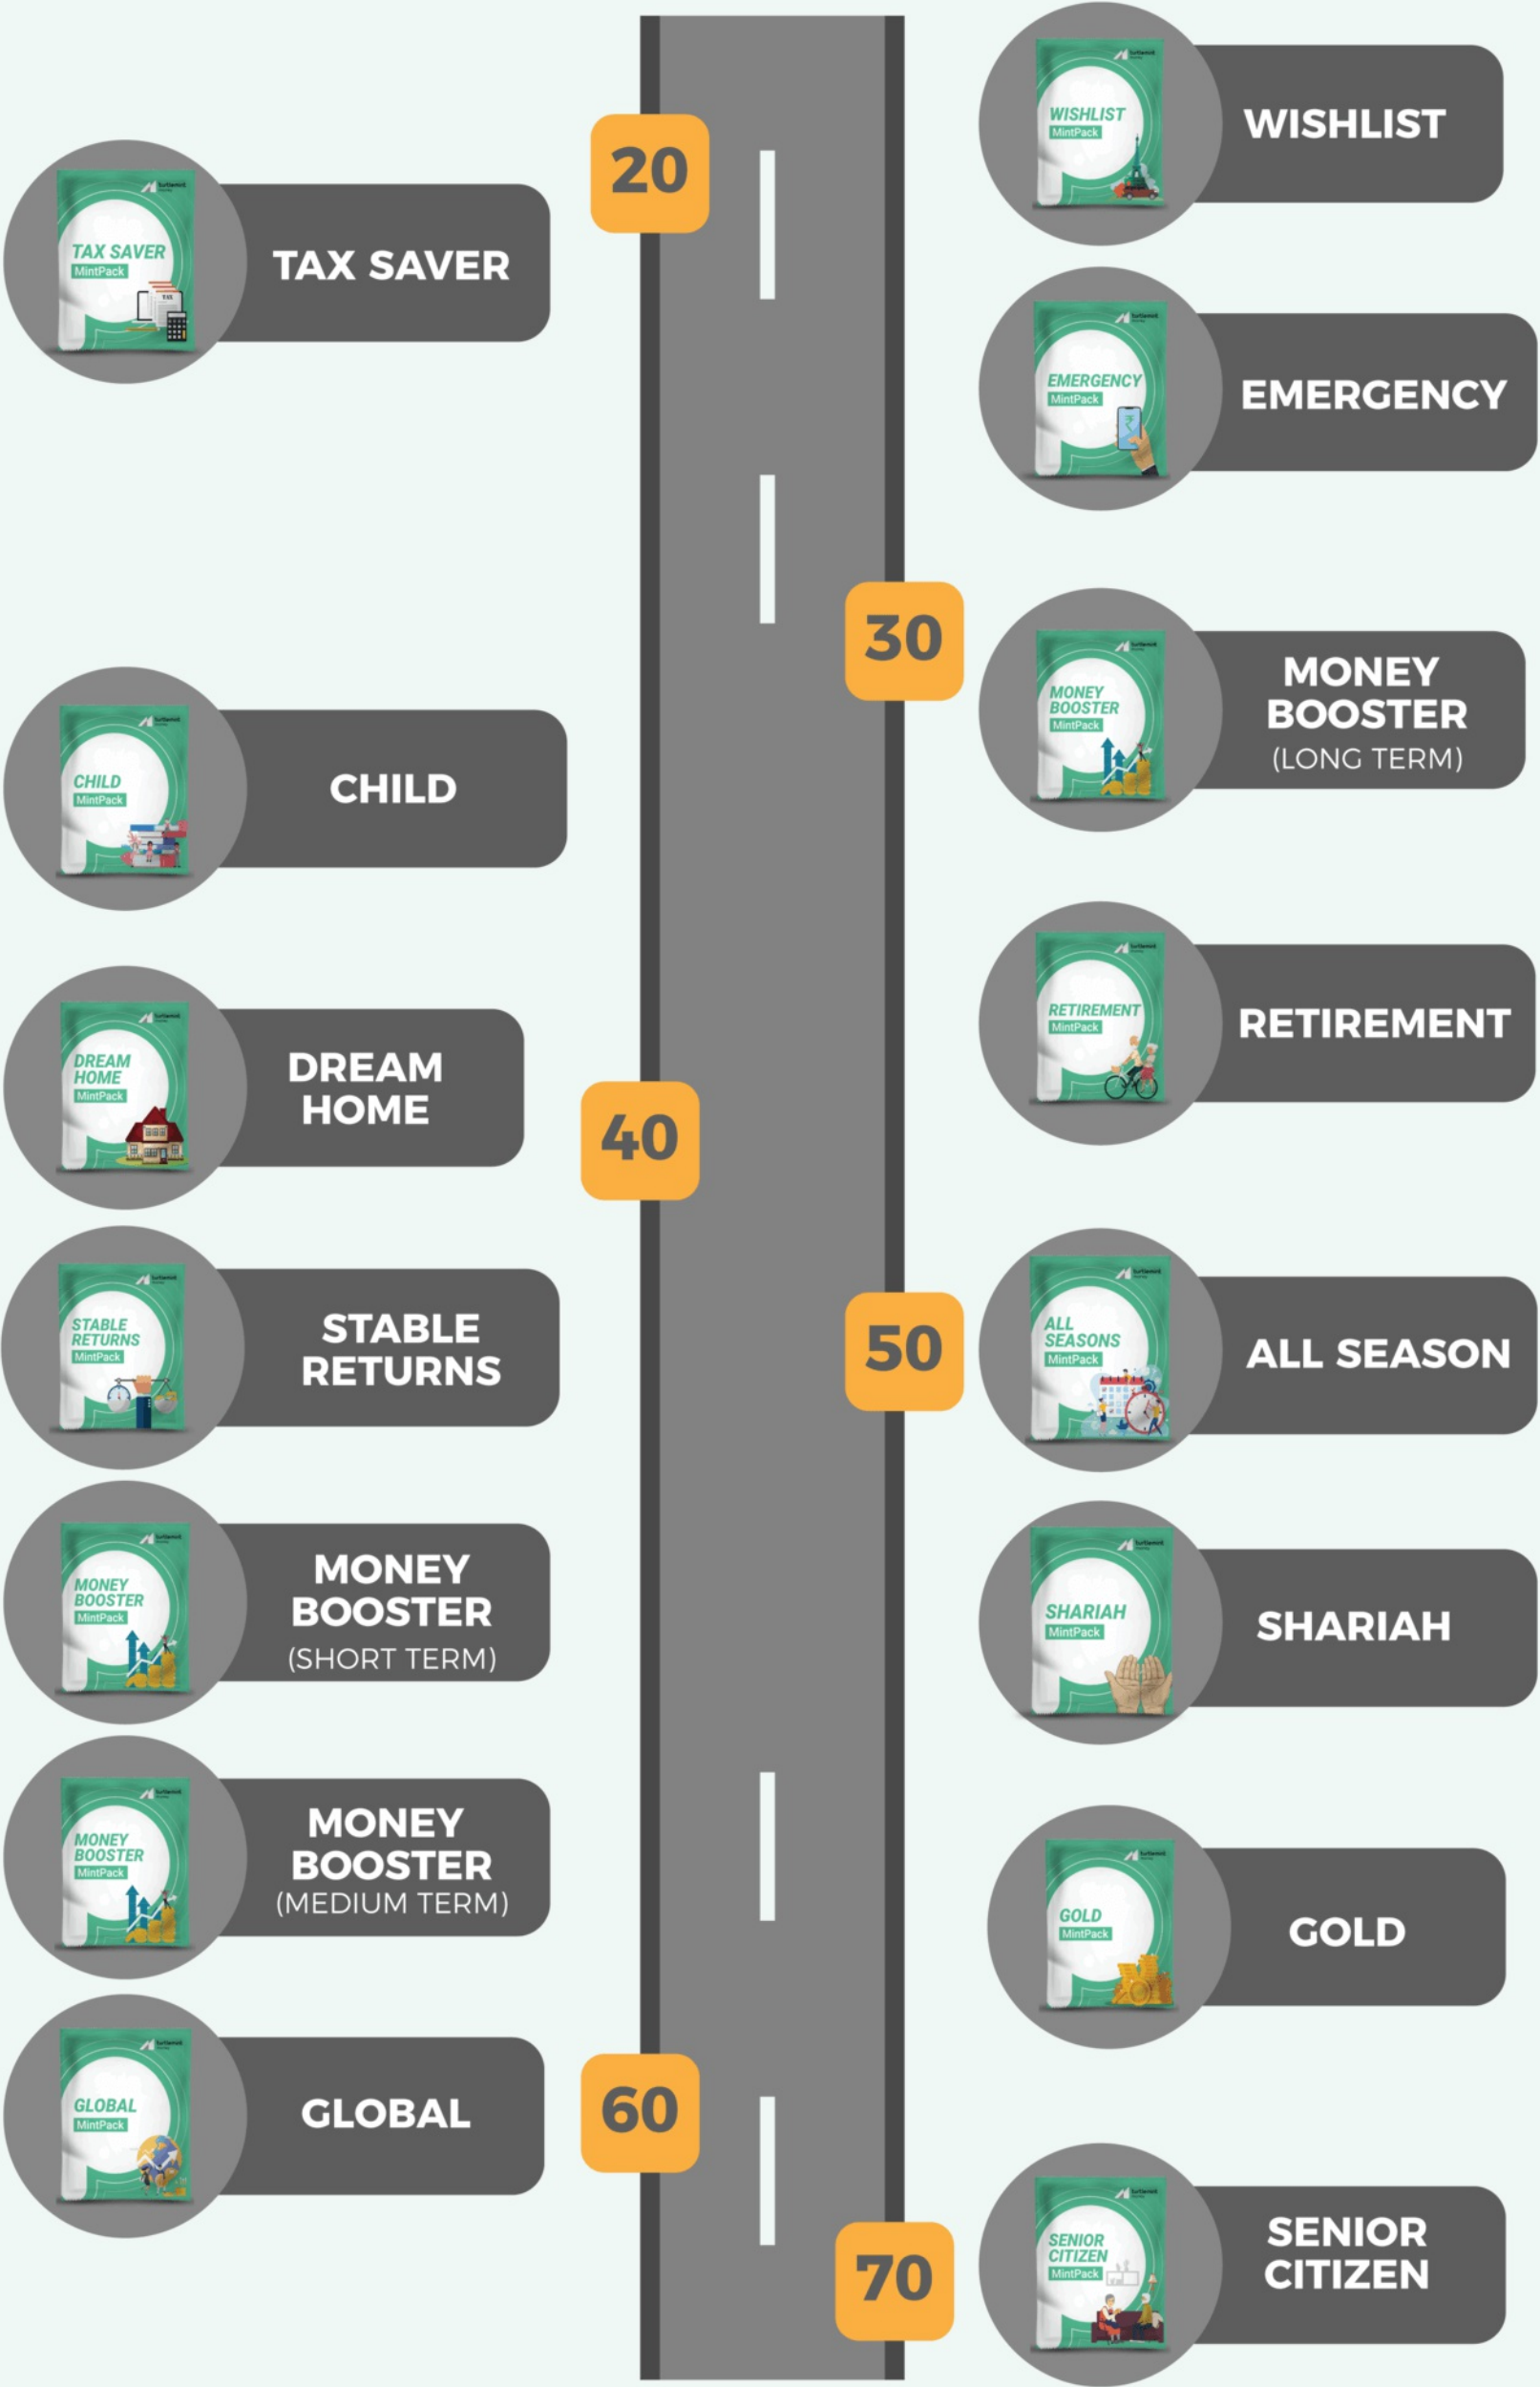 WISHLIST
MintPack
WISHLIST
20
TAX SAVER
MintPack
TAX
TAX SAVER
EMERGENCY
MintPack
EMERGENCY
30
MONEY
BOOSTER
MintPack
MONEY
BOOSTER
(LONG TERM)
CHILD
MintPack
CHILD
RETIREMENT
MintPack
RETIREMENT
DREAM
HOME
MintPack
DREAM
HOME
40
STABLE
RETURNS
MintPack
STABLE
RETURNS
50
ALL
SEASONS
MintPack
ALL SEASON
MONEY
BOOSTER
MintPack
MONEY
BOOSTER
(SHORT TERM)
SHARIAH
MintPack
SHARIAH
MONEY
BOOSTER
MintPack
MONEY
BOOSTER
(MEDIUM TERM)
GOLD
MintPack
GOLD
GLOBAL
MintPack
GLOBAL
60
70
SENIOR
CITIZEN
MintPack
SENIOR
CITIZEN